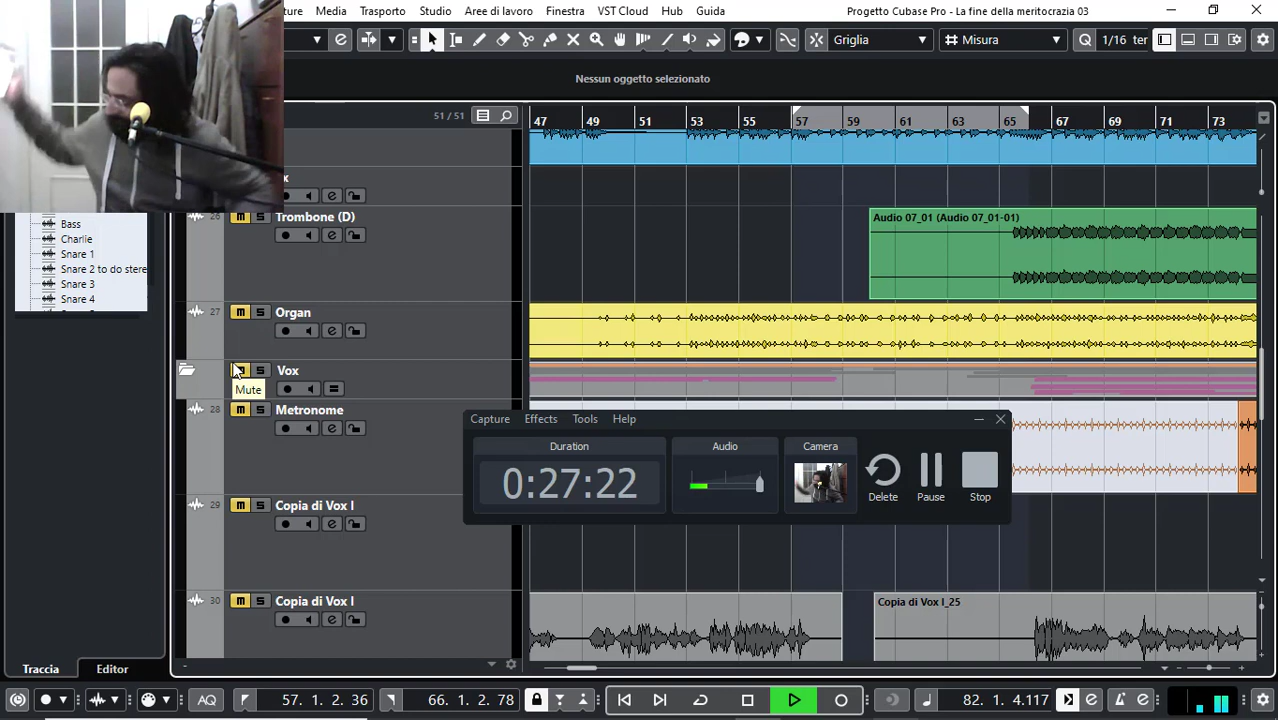 ture Media Trasporto Studio Aree di lavoro Finestra VST Cloud Hub Guida Progetto Cubase Pro - La fine della meritocrazia 03
Griglia Misura Q 1/16 ter
Nessun oggetto selezionato
51 / 51
47 49 51 53 55 57 59 61 63 65 67 69 71 73
x
26 M S Trombone (D)
Audio 07_01 (Audio 07_01-01)
Bass
Charlie
Snare 1
Snare 2 to do stere
Snare 3
Snare 4
27 M S Organ
S Vox
Mute
28 M S Metronome
Capture Effects Tools Help
Duration Audio Camera
0:27:22
Delete Pause Stop
29 M S Copia di Vox I
30 M S Copia di Vox I
Copia di Vox I_25
Traccia Editor
AQ 57. 1. 2. 36 66. 1. 2. 78 82. 1. 4.117